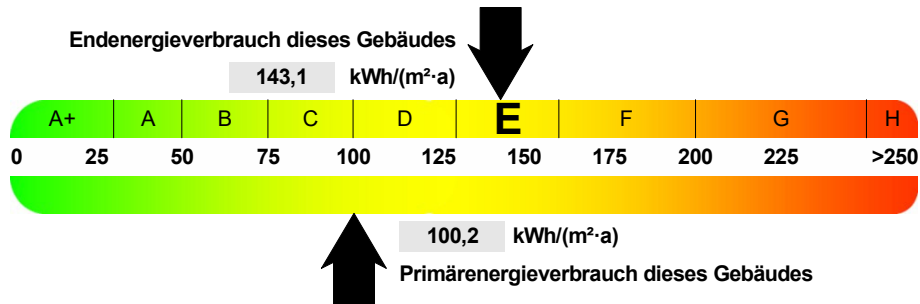 Endenergieverbrauch dieses Gebäudes
143,1 kWh/(m²·a)
A+ A B C D E F G H
0 25 50 75 100 125 150 175 200 225 >250
100,2 kWh/(m²·a)
Primärenergieverbrauch dieses Gebäudes